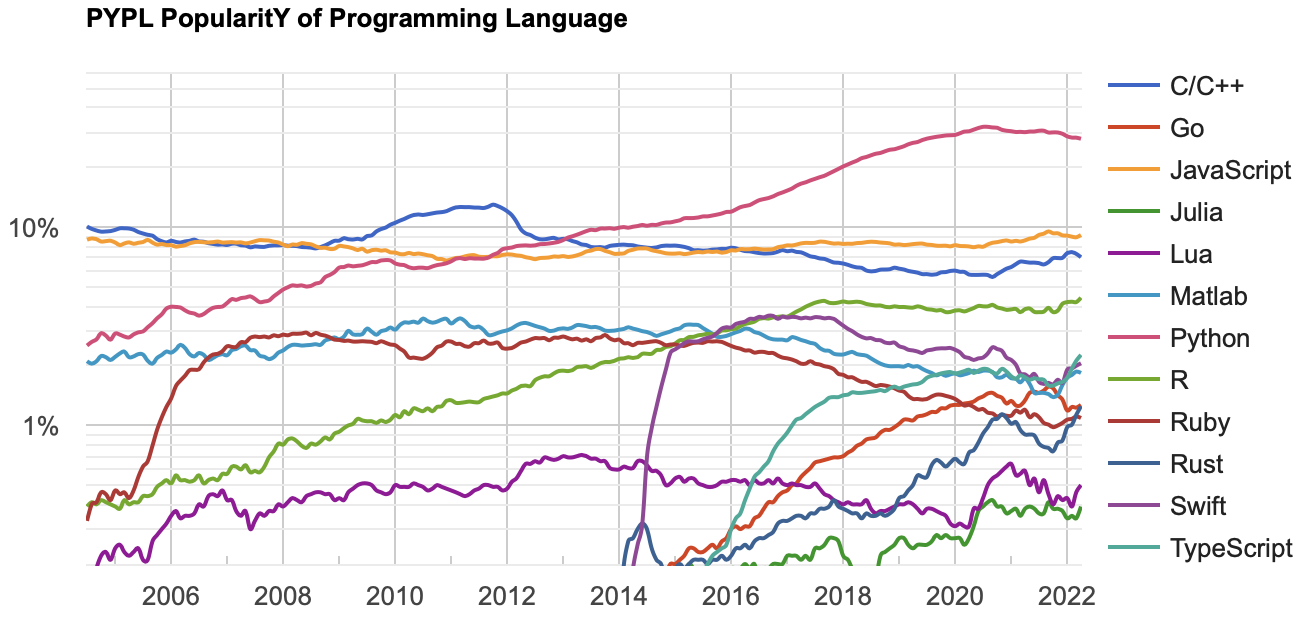 PYPL PopularitY of Programming Language
C/C++
Go
JavaScript
Julia
Lua
Matlab
Python
R
Ruby
Rust
Swift
TypeScript
10%
1%
2006 2008 2010 2012 2014 2016 2018 2020 2022